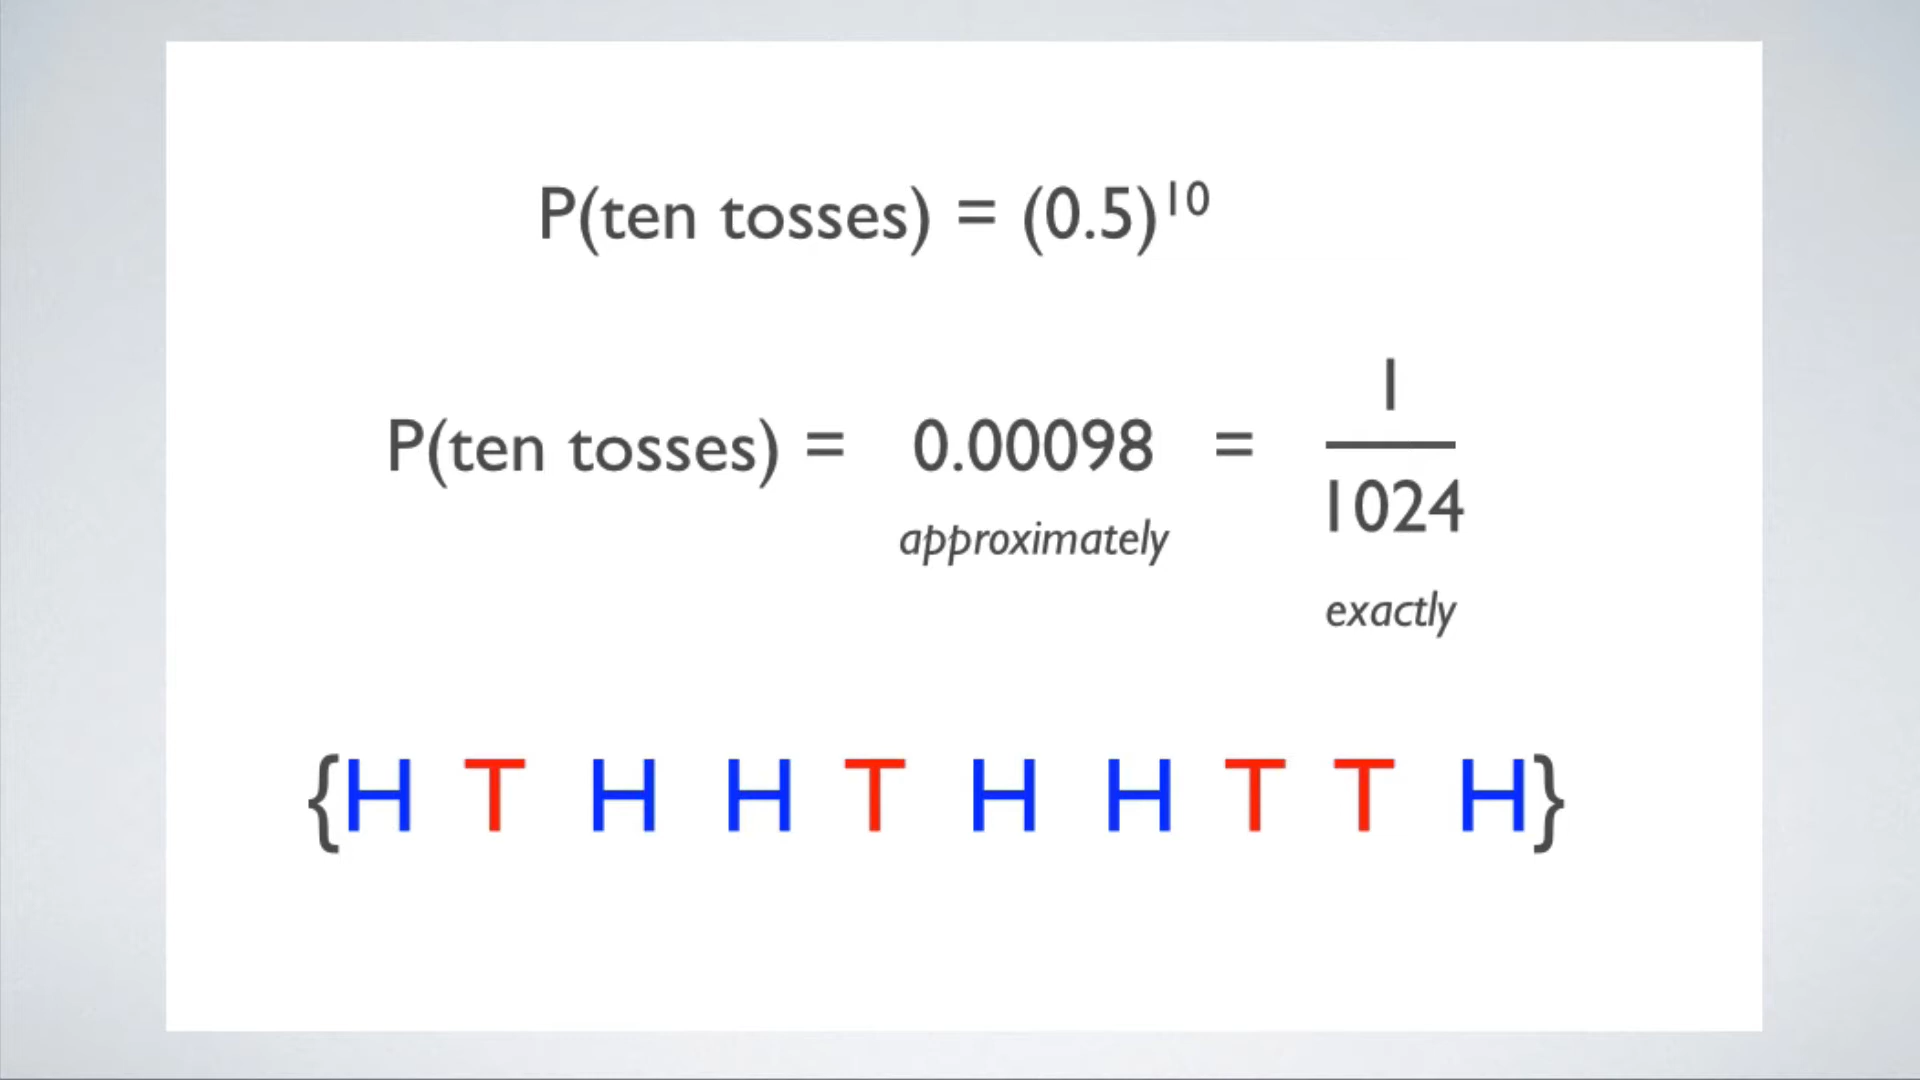 P(ten tosses) = (0.5)¹⁰
P(ten tosses) = 0.00098 = 1/1024
approximately
exactly
{H T H H T H H T T H}